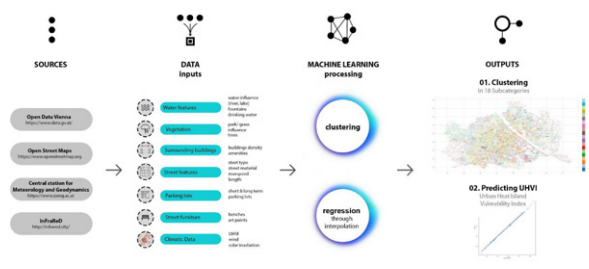 SOURCES
Open Data Vienna
https://www.data.gv.at/
Open Street Maps
https://www.openstreetmap.org
Central station for
Meteorology and Geodynamics
https://www.zamg.ac.at
InFraReD
http://infrared.city/
DATA
inputs
Water features
water influence
(river, lake)
fountains
drinking water
Vegetation
park/ grass
influence
trees
Surrounding buildings
buildings density
amenities
Street features
street material
maxspeed
length
Parking lots
short & long term
parking lots
Street furniture
benches
art points
Climatic Data
wind
solar irradiation
MACHINE LEARNING
processing
clustering
regression
through
interpolation
OUTPUTS
01. Clustering
in 18 Subcategories
02. Predicting UHVI
Urban Heat Island
Vulnerability Index